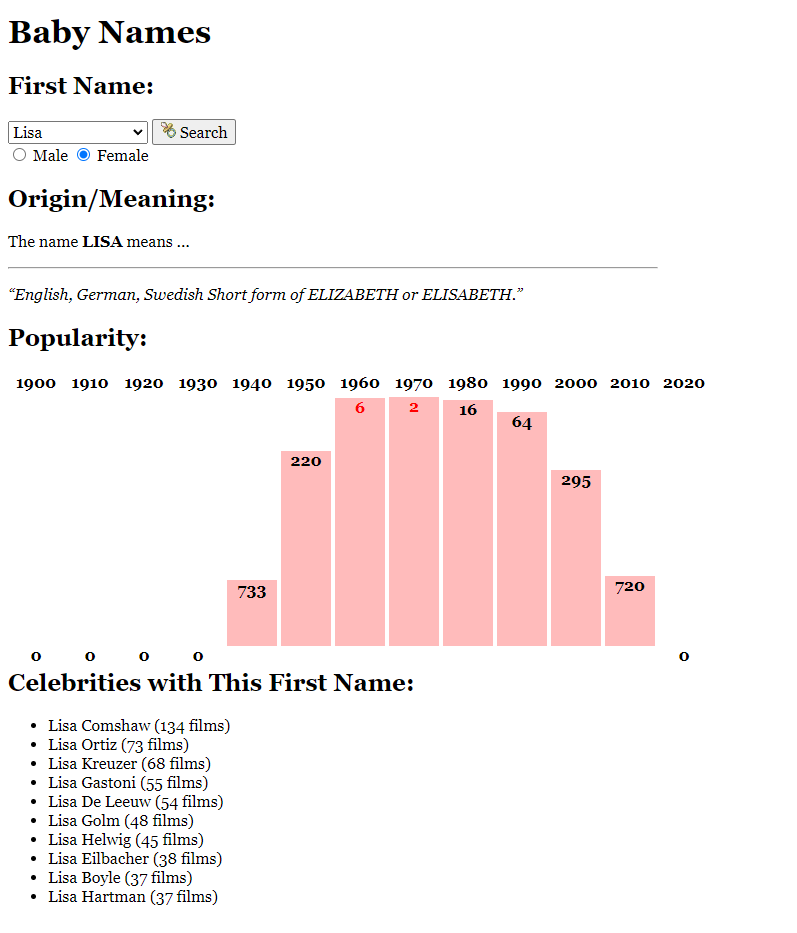 Baby Names
First Name:
Lisa Search
Male Female
Origin/Meaning:
The name LISA means ...
“English, German, Swedish Short form of ELIZABETH or ELISABETH.”
Popularity:
1900 1910 1920 1930 1940 1950 1960 1970 1980 1990 2000 2010 2020
0 0 0 0 733 220 6 2 16 64 295 720 0
Celebrities with This First Name:
• Lisa Comshaw (134 films)
• Lisa Ortiz (73 films)
• Lisa Kreuzer (68 films)
• Lisa Gastoni (55 films)
• Lisa De Leeuw (54 films)
• Lisa Golm (48 films)
• Lisa Helwig (45 films)
• Lisa Eilbacher (38 films)
• Lisa Boyle (37 films)
• Lisa Hartman (37 films)